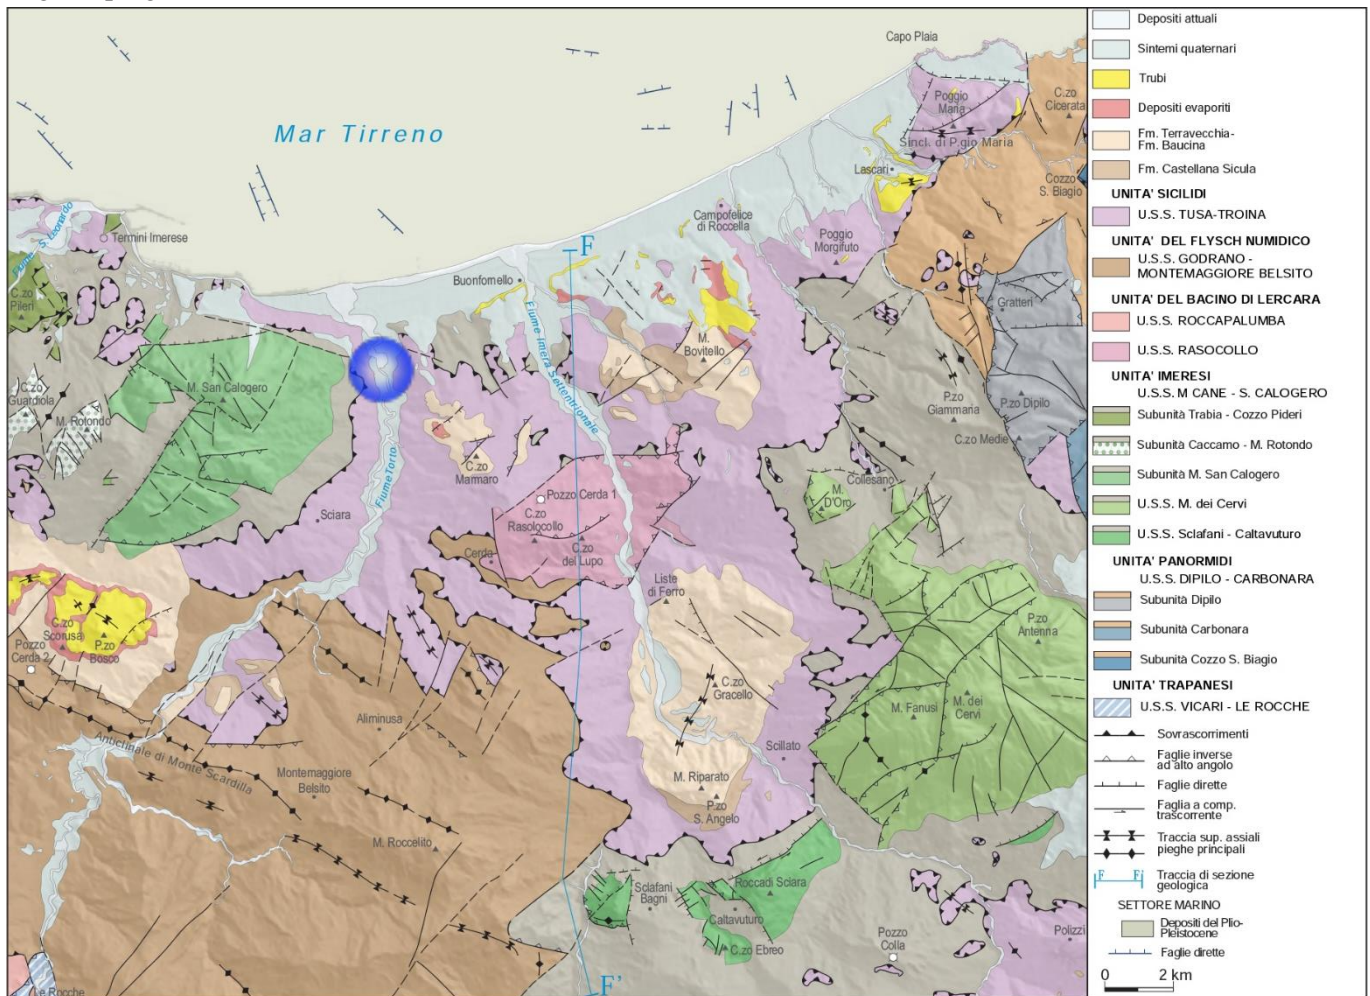 Capo Plaia
Mar Tirreno
Poggio
Maria
Sincl. di P.gio Maria
C.zo
Cicerata
Lascari
Cozzo
S. Biagio
Fiume
S. Leonardo
Termini Imerese
C.zo
Pileri
Campofelice
di Roccella
Poggio
Morgifuto
F
Buonfornello
Fiume Imera Settentrionale
Gratteri
M.
Bovitello
M. San Calogero
C.zo
Guardiola
M. Rotondo
P.zo
Giammaria
P.zo Dipilo
C.zo Medie
Fiume Torto
C.zo
Marmaro
Collesano
M.
D'Oro
Pozzo Cerda 1
C.zo
Rasolocollo
C.zo
del Lupo
Sciara
Cerda
Liste
di Ferro
P.zo
Antenna
C.zo
Scorusa
P.zo
Bosco
Pozzo
Cerda 2
C.zo
Gracello
M. Fanusi
M. dei
Cervi
Aliminusa
Scillato
Anticlinale di Monte Scardilla
Montemaggiore
Belsito
M. Riparato
P.zo
S. Angelo
M. Roccelito
Sclafani
Bagni
Rocca di Sciara
Caltavuturo
C.zo Ebreo
Pozzo
Colla
Polizzi
Le Rocche
F'
Depositi attuali
Sintemi quaternari
Trubi
Depositi evaporiti
Fm. Terravecchia-
Fm. Baucina
Fm. Castellana Sicula
UNITA' SICILIDI
U.S.S. TUSA-TROINA
UNITA' DEL FLYSCH NUMIDICO
U.S.S. GODRANO -
MONTEMAGGIORE BELSITO
UNITA' DEL BACINO DI LERCARA
U.S.S. ROCCAPALUMBA
U.S.S. RASOCOLLO
UNITA' IMERESI
U.S.S. M CANE - S. CALOGERO
Subunità Trabia - Cozzo Pideri
Subunità Caccamo - M. Rotondo
Subunità M. San Calogero
U.S.S. M. dei Cervi
U.S.S. Sclafani - Caltavuturo
UNITA' PANORMIDI
U.S.S. DIPILO - CARBONARA
Subunità Dipilo
Subunità Carbonara
Subunità Cozzo S. Biagio
UNITA' TRAPANESI
U.S.S. VICARI - LE ROCCHE
Sovrascorrimenti
Faglie inverse
ad alto angolo
Faglie dirette
Faglia a comp.
trascorrente
Traccia sup. assiali
pieghe principali
F F'
Traccia di sezione
geologica
SETTORE MARINO
Depositi del Plio-
Pleistocene
Faglie dirette
0 2 km